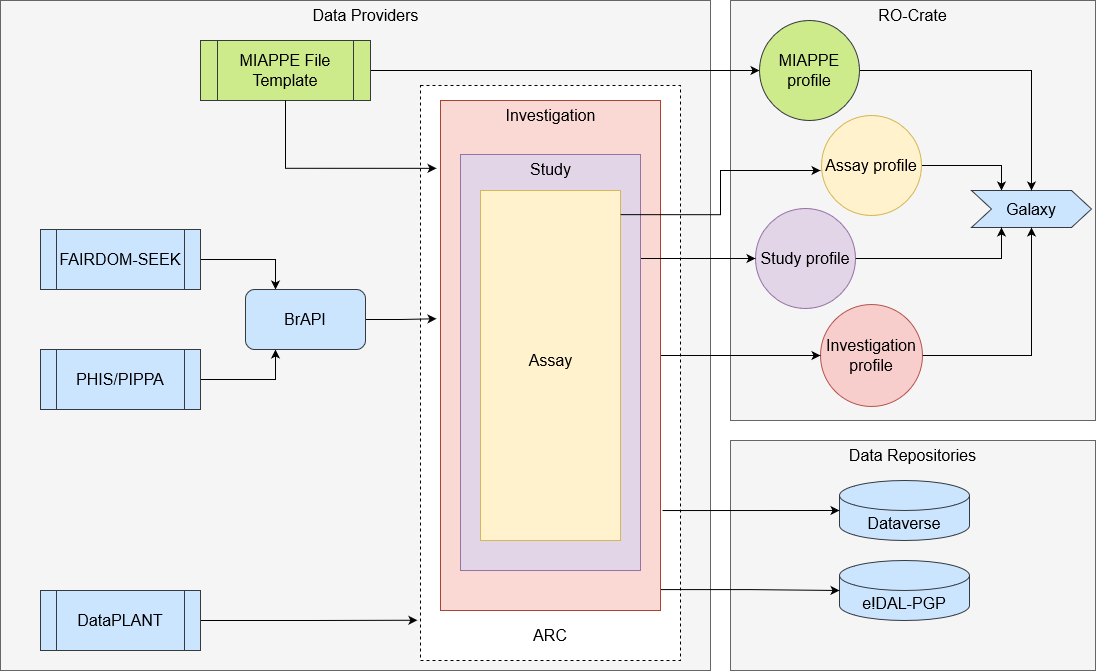 Data Providers
MIAPPE File
Template
FAIRDOM-SEEK
BrAPI
PHIS/PIPPA
DataPLANT
Investigation
Study
Assay
ARC
RO-Crate
MIAPPE
profile
Assay profile
Galaxy
Study profile
Investigation
profile
Data Repositories
Dataverse
e!DAL-PGP